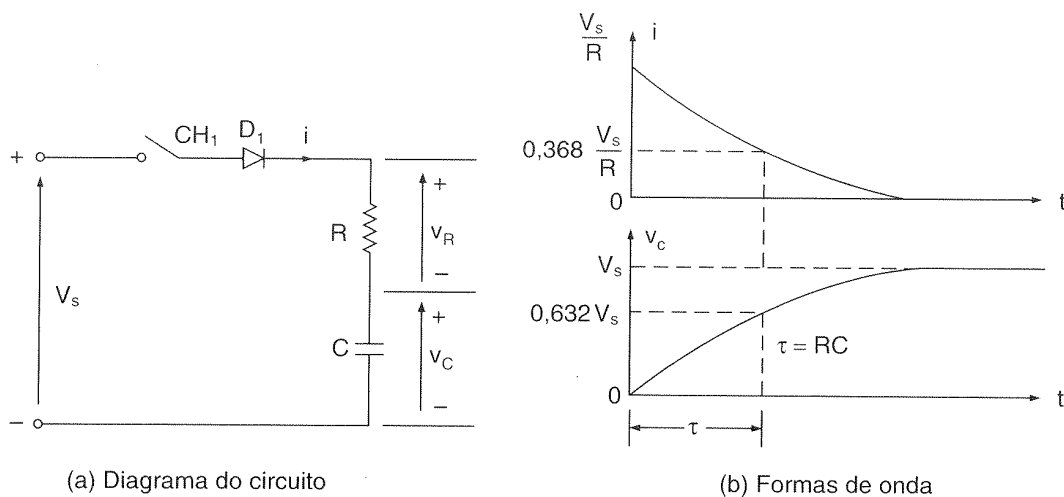 +
CH₁
D₁
i
+
R
v_R
−
V_s
+
C
v_C
−
−
(a) Diagrama do circuito
V_s/R
i
0,368 V_s/R
0
t
v_c
V_s
0,632 V_s
τ = RC
0
t
τ
(b) Formas de onda